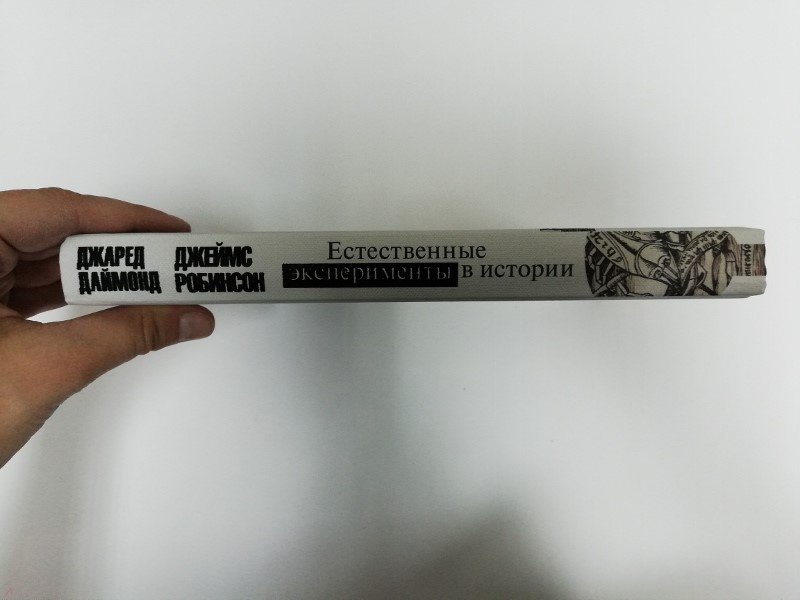 ДЖАРЕД
ДАЙМОНД
ДЖЕЙМС
РОБИНСОН
Естественные
эксперименты в истории